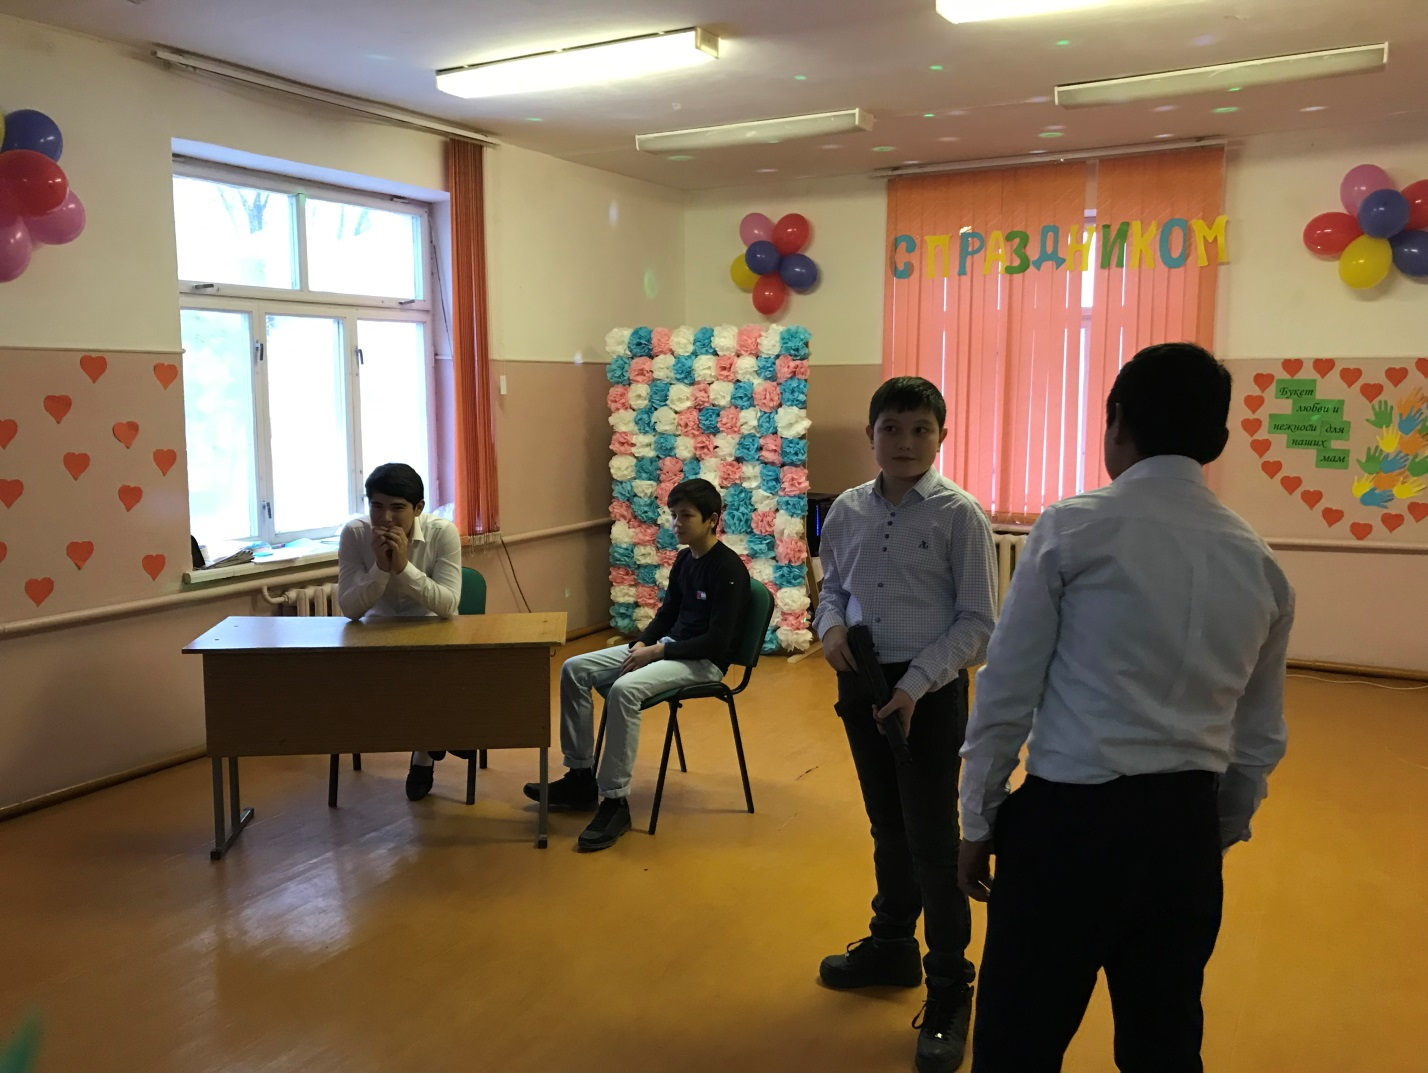 С ПРАЗДНИКОМ
Букет
любви и
нежности для
наших
мам